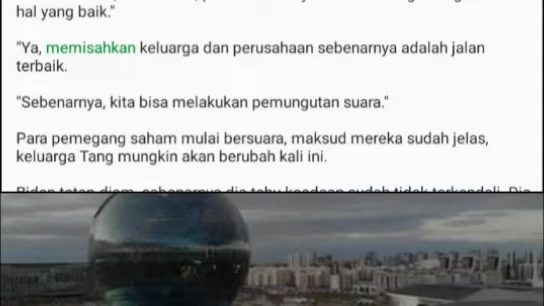 hal yang baik."
"Ya, memisahkan keluarga dan perusahaan sebenarnya adalah jalan
terbaik.
"Sebenarnya, kita bisa melakukan pemungutan suara."
Para pemegang saham mulai bersuara, maksud mereka sudah jelas,
keluarga Tang mungkin akan berubah kali ini.